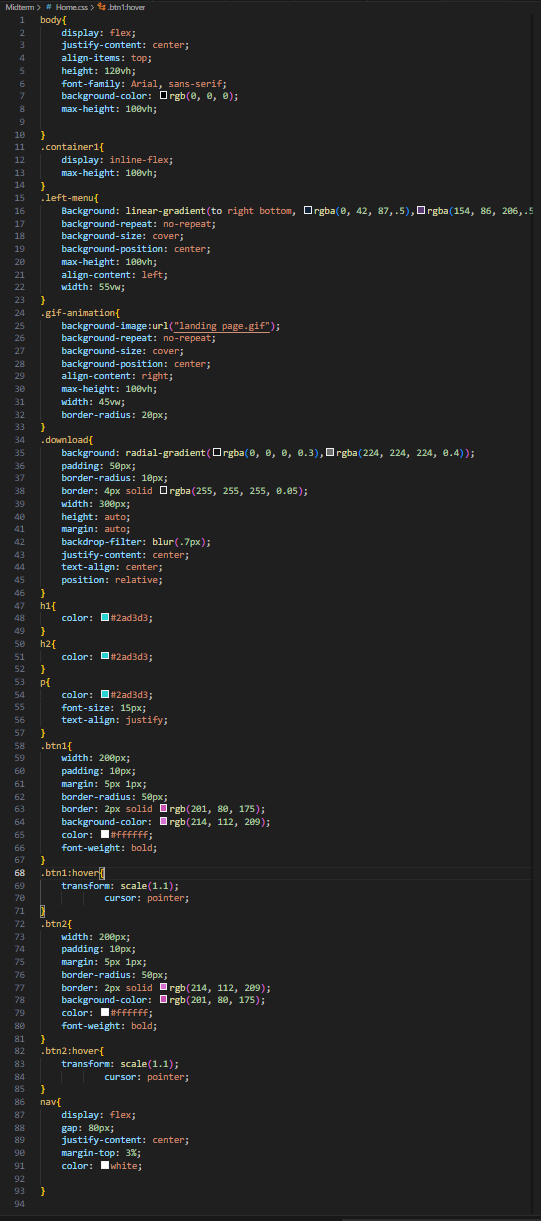 Midterm > # Home.css > .btn1:hover
1 body{
2 display: flex;
3 justify-content: center;
4 align-items: top;
5 height: 120vh;
6 font-family: Arial, sans-serif;
7 background-color: rgb(0, 0, 0);
8 max-height: 100vh;
9
10 }
11 .container1{
12 display: inline-flex;
13 max-height: 100vh;
14 }
15 .left-menu{
16 Background: linear-gradient(to right bottom, rgba(0, 42, 87,.5),rgba(154, 86, 206,.5
17 background-repeat: no-repeat;
18 background-size: cover;
19 background-position: center;
20 max-height: 100vh;
21 align-content: left;
22 width: 55vw;
23 }
24 .gif-animation{
25 background-image:url("landing page.gif");
26 background-repeat: no-repeat;
27 background-size: cover;
28 background-position: center;
29 align-content: right;
30 max-height: 100vh;
31 width: 45vw;
32 border-radius: 20px;
33 }
34 .download{
35 background: radial-gradient(rgba(0, 0, 0, 0.3),rgba(224, 224, 224, 0.4));
36 padding: 50px;
37 border-radius: 10px;
38 border: 4px solid rgba(255, 255, 255, 0.05);
39 width: 300px;
40 height: auto;
41 margin: auto;
42 backdrop-filter: blur(.7px);
43 justify-content: center;
44 text-align: center;
45 position: relative;
46 }
47 h1{
48 color: #2ad3d3;
49 }
50 h2{
51 color: #2ad3d3;
52 }
53 p{
54 color: #2ad3d3;
55 font-size: 15px;
56 text-align: justify;
57 }
58 .btn1{
59 width: 200px;
60 padding: 10px;
61 margin: 5px 1px;
62 border-radius: 50px;
63 border: 2px solid rgb(201, 80, 175);
64 background-color: rgb(214, 112, 209);
65 color: #ffffff;
66 font-weight: bold;
67 }
68 .btn1:hover{
69 transform: scale(1.1);
70 cursor: pointer;
71 }
72 .btn2{
73 width: 200px;
74 padding: 10px;
75 margin: 5px 1px;
76 border-radius: 50px;
77 border: 2px solid rgb(214, 112, 209);
78 background-color: rgb(201, 80, 175);
79 color: #ffffff;
80 font-weight: bold;
81 }
82 .btn2:hover{
83 transform: scale(1.1);
84 cursor: pointer;
85 }
86 nav{
87 display: flex;
88 gap: 80px;
89 justify-content: center;
90 margin-top: 3%;
91 color: white;
92
93 }
94